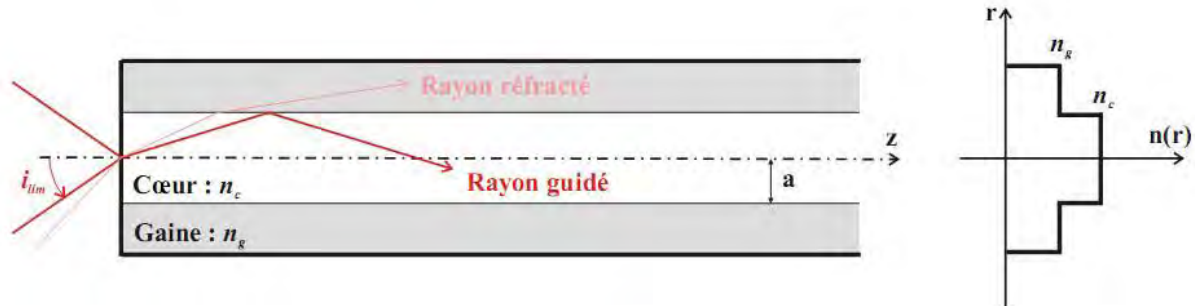 Rayon réfracté
i_lim
Cœur : n_c
Rayon guidé
a
z
Gaine : n_g
r
n_g
n_c
n(r)